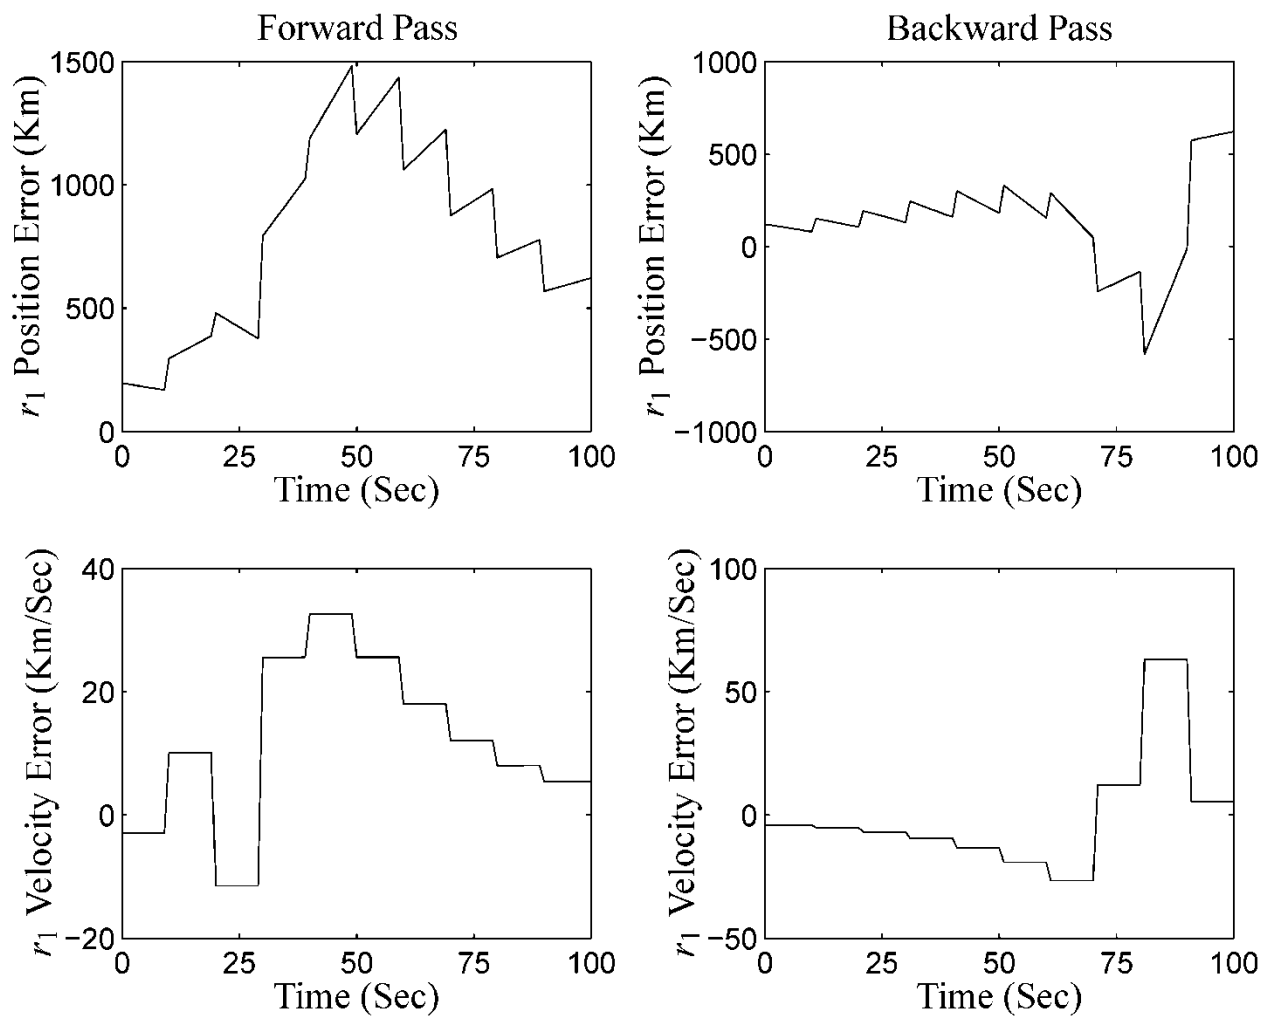 Forward Pass
r1 Position Error (Km)
1500
1000
500
0
0 25 50 75 100
Time (Sec)
Backward Pass
r1 Position Error (Km)
1000
500
0
−500
−1000
0 25 50 75 100
Time (Sec)
r1 Velocity Error (Km/Sec)
40
20
0
−20
0 25 50 75 100
Time (Sec)
r1 Velocity Error (Km/Sec)
100
50
0
−50
0 25 50 75 100
Time (Sec)